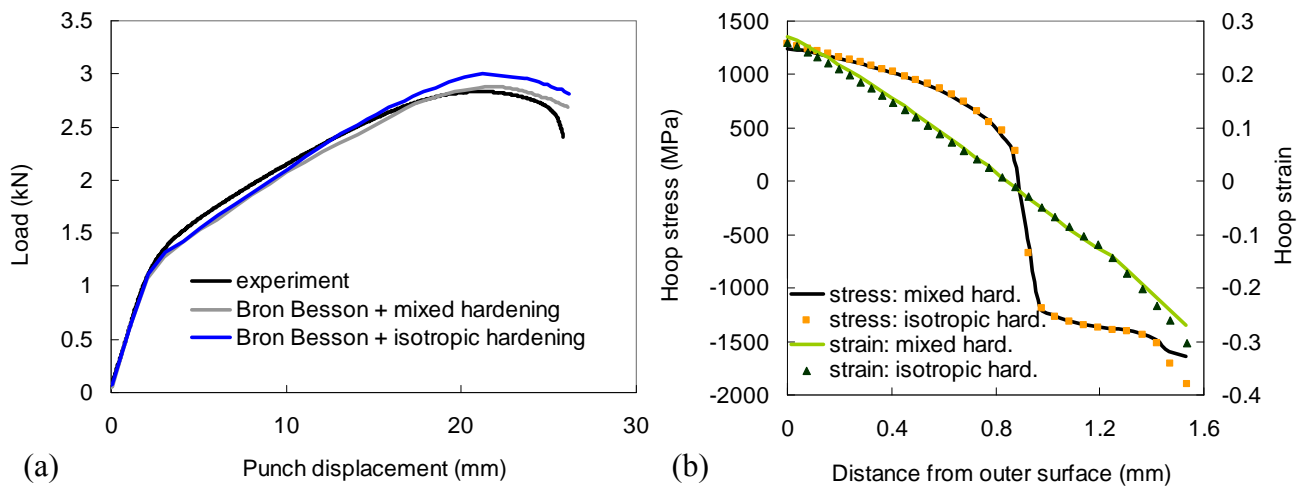 3.5
3
2.5
2
1.5
1
0.5
0
Load (kN)
experiment
Bron Besson + mixed hardening
Bron Besson + isotropic hardening
0
10
20
30
(a)
Punch displacement (mm)
1500
1000
500
0
-500
-1000
-1500
-2000
Hoop stress (MPa)
stress: mixed hard.
stress: isotropic hard.
strain: mixed hard.
strain: isotropic hard.
0.3
0.2
0.1
0
-0.1
-0.2
-0.3
-0.4
Hoop strain
0
0.4
0.8
1.2
1.6
(b)
Distance from outer surface (mm)